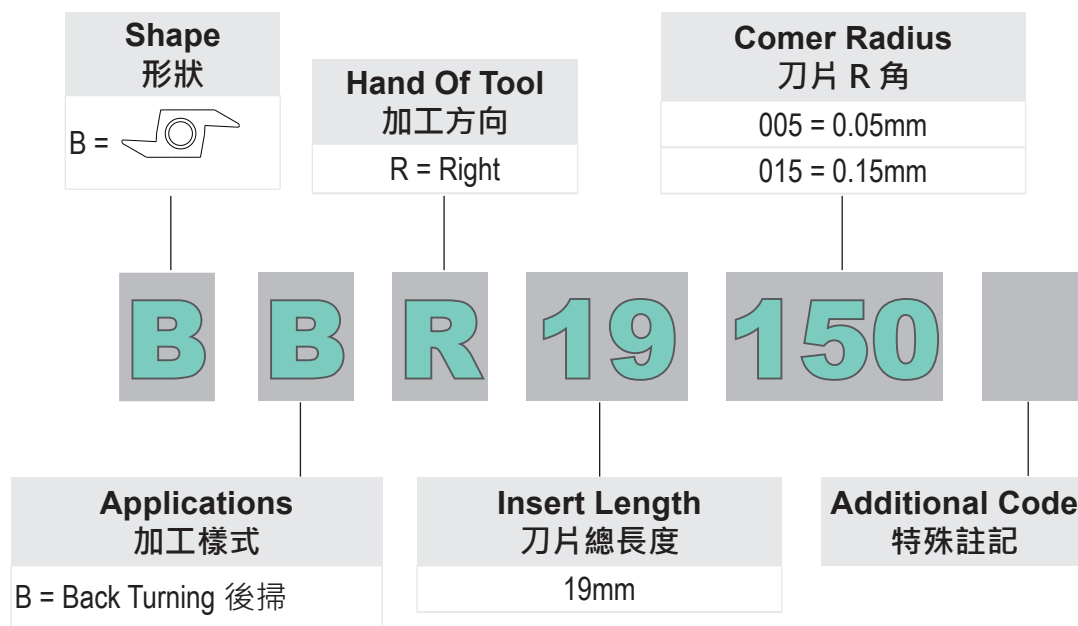 Shape
形狀
B =
Hand Of Tool
加工方向
R = Right
Comer Radius
刀片 R 角
005 = 0.05mm
015 = 0.15mm
B B R 19 150
Applications
加工樣式
B = Back Turning 後掃
Insert Length
刀片總長度
19mm
Additional Code
特殊註記